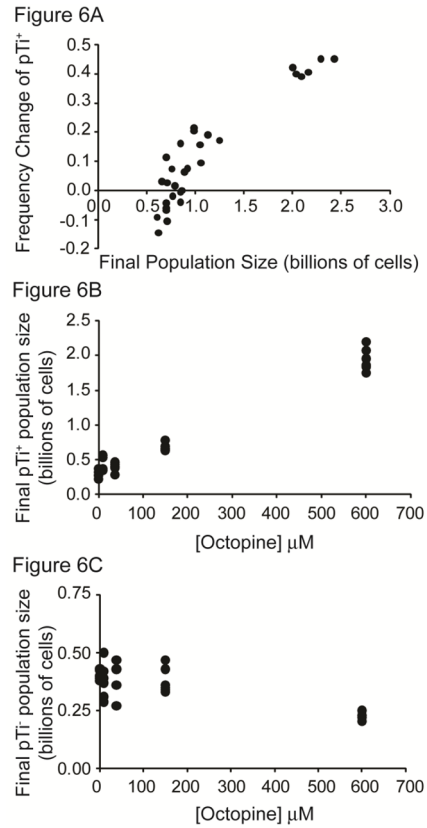 Figure 6A
Frequency Change of pTi⁺
0.5
0.4
0.3
0.2
0.1
0.0
-0.1
-0.2
0.0 0.5 1.0 1.5 2.0 2.5 3.0
Final Population Size (billions of cells)
Figure 6B
Final pTi⁺ population size
(billions of cells)
2.5
2.0
1.5
1.0
0.5
0.0
0 100 200 300 400 500 600 700
[Octopine] µM
Figure 6C
Final pTi⁻ population size
(billions of cells)
0.75
0.50
0.25
0.00
0 100 200 300 400 500 600 700
[Octopine] µM